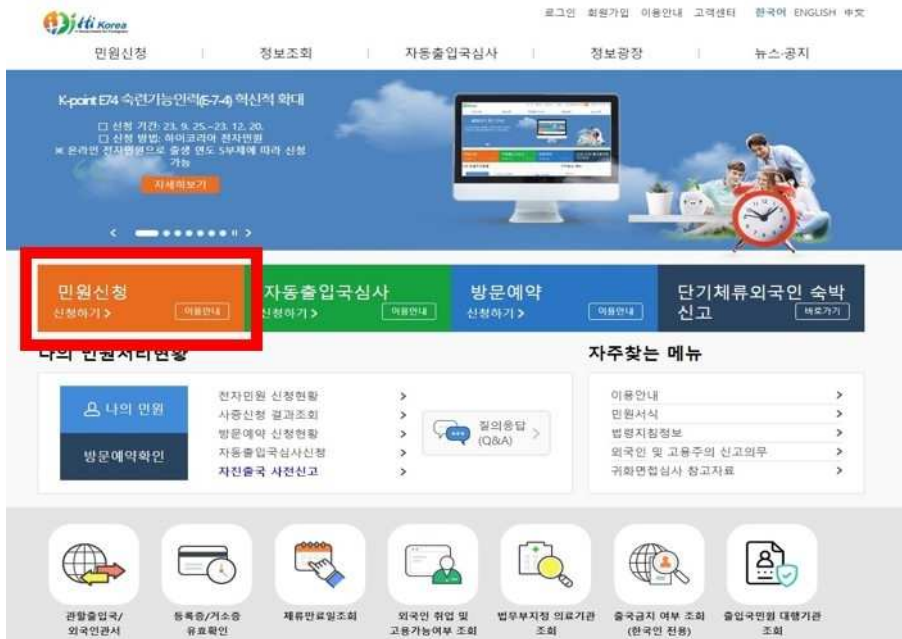 Hi Korea
로그인 회원가입 이용안내 고객센터 한국어 ENGLISH 中文
민원신청 정보조회 자동출입국심사 정보광장 뉴스·공지
K-point E74 숙련기능인력(E-7-4) 혁신적 확대
□ 신청 기간: 23. 9. 25.~23. 12. 20.
□ 신청 방법: 하이코리아 전자민원
※ 온라인 전자민원으로 출생 연도 5부제에 따라 신청
가능
자세히보기
민원신청
신청하기 >
이용안내
자동출입국심사
신청하기 >
이용안내
방문예약
신청하기 >
이용안내
단기체류외국인 숙박
신고
바로가기
나의 민원처리현황
나의 민원
방문예약확인
전자민원 신청현황 >
사증신청 결과조회 >
방문예약 신청현황 >
자동출입국심사신청 >
자진출국 사전신고 >
질의응답 >
(Q&A)
자주찾는 메뉴
이용안내 >
민원서식 >
법령지침정보 >
외국인 및 고용주의 신고의무 >
귀화면접심사 참고자료 >
관할출입국/
외국인관서
등록증/거소증
유효확인
체류만료일조회
외국인 취업 및
고용가능여부 조회
법무부지정 의료기관
조회
출국금지 여부 조회
(한국인 전용)
출입국민원 대행기관
조회